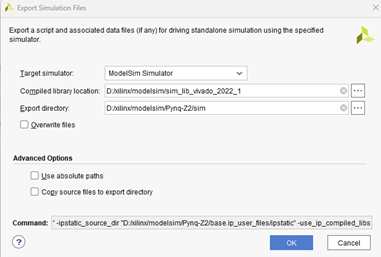 Export Simulation Files
Export a script and associated data files (if any) for driving standalone simulation using the specified
simulator.
Target simulator: ModelSim Simulator
Compiled library location: D:/xilinx/modelsim/sim_lib_vivado_2022_1
Export directory: D:/xilinx/modelsim/Pynq-Z2/sim
Overwrite files
Advanced Options
Use absolute paths
Copy source files to export directory
Command: " -ipstatic_source_dir "D:/xilinx/modelsim/Pynq-Z2/base.ip_user_files/ipstatic" -use_ip_compiled_libs
? OK Cancel